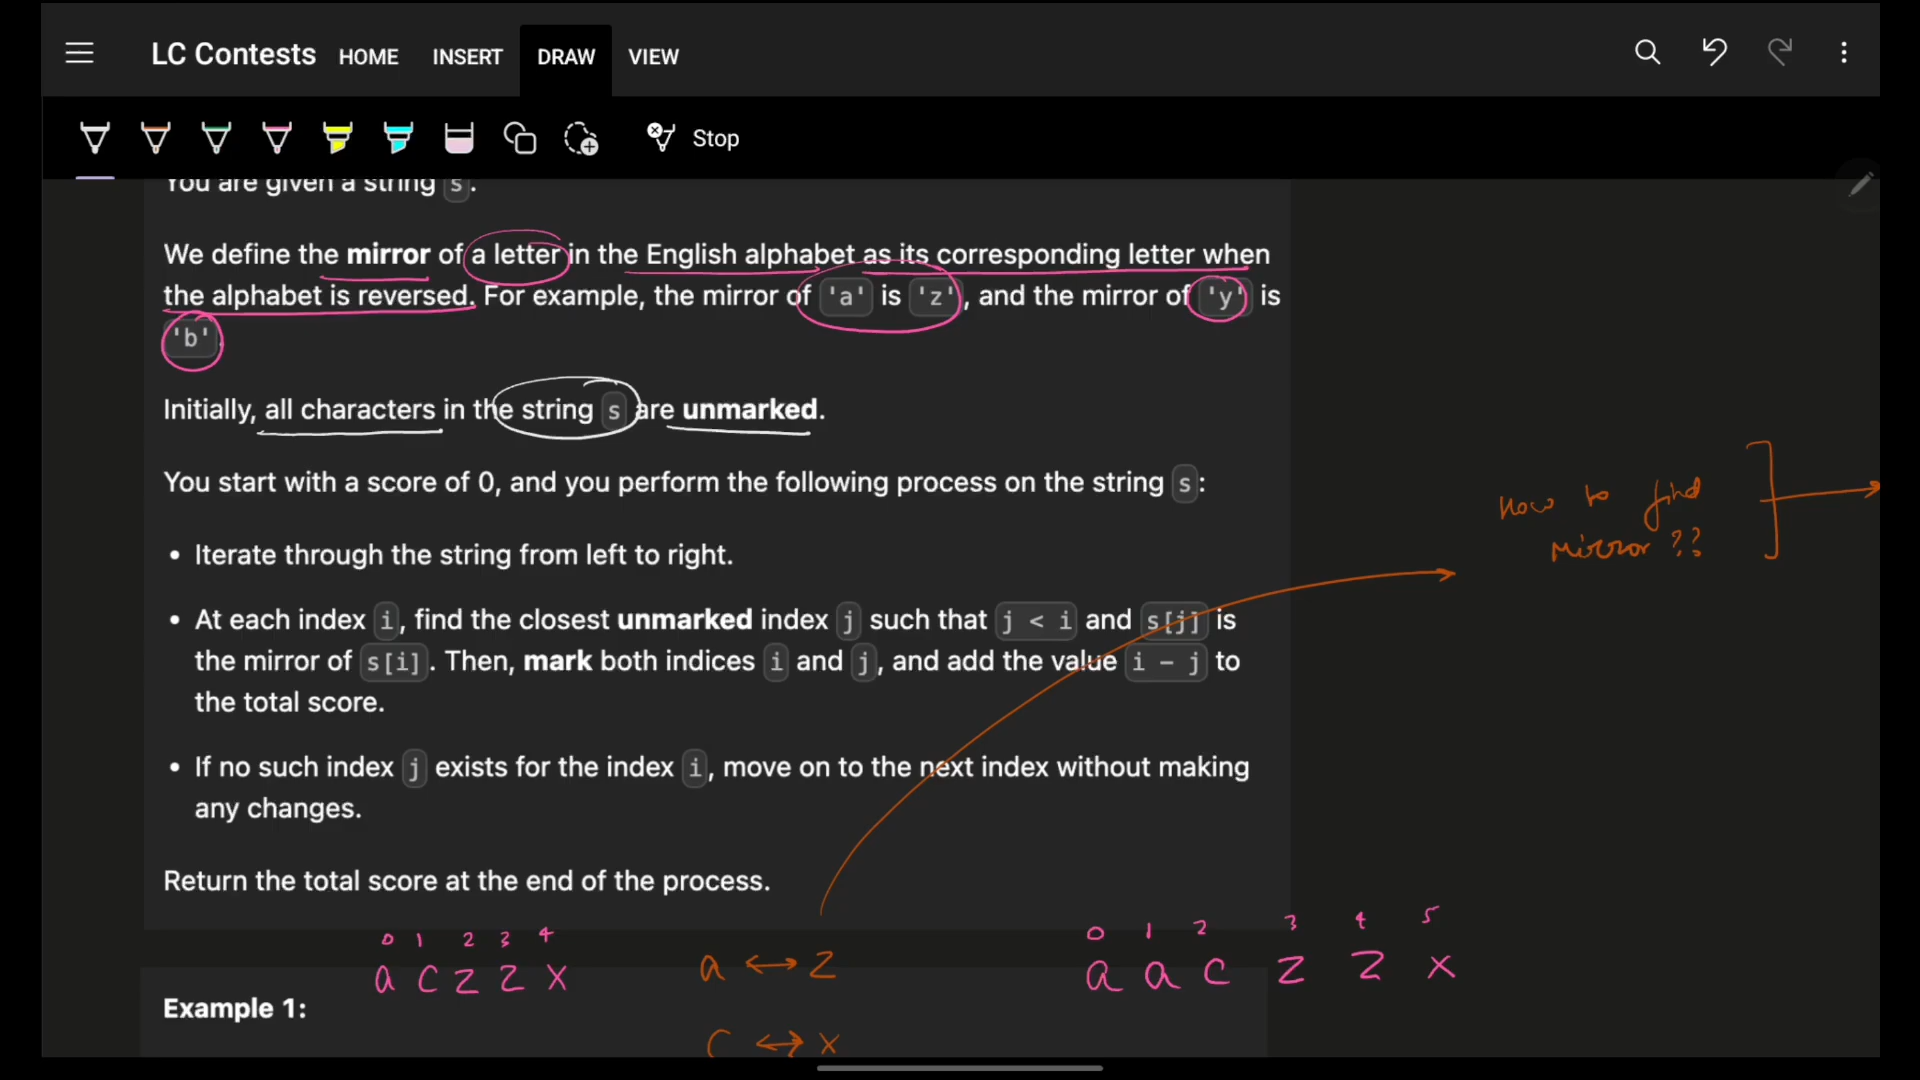 LC Contests HOME INSERT DRAW VIEW
Stop
You are given a string s.
We define the mirror of a letter in the English alphabet as its corresponding letter when
the alphabet is reversed. For example, the mirror of 'a' is 'z', and the mirror of 'y' is
'b'.
Initially, all characters in the string s are unmarked.
You start with a score of 0, and you perform the following process on the string s:
How to find
mirror ??
• Iterate through the string from left to right.
• At each index i, find the closest unmarked index j such that j < i and s[j] is
the mirror of s[i]. Then, mark both indices i and j, and add the value i - j to
the total score.
• If no such index j exists for the index i, move on to the next index without making
any changes.
Return the total score at the end of the process.
0 1 2 3 4
a c z z x
a ↔ z
0 1 2 3 4 5
a a c z z x
Example 1:
c ↔ x